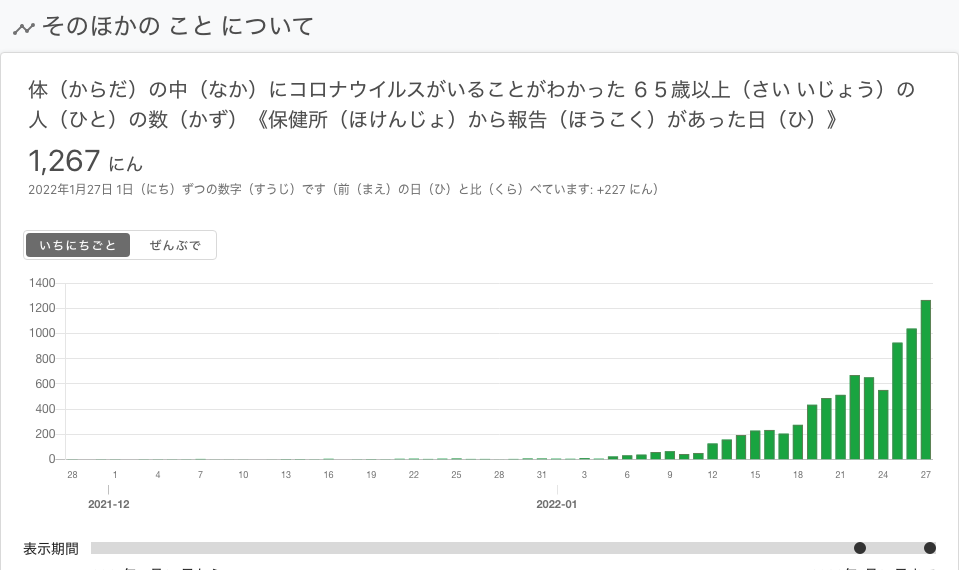 そのほかの こと について
体（からだ）の中（なか）にコロナウイルスがいることがわかった ６５歳以上（さい いじょう）の
人（ひと）の数（かず）《保健所（ほけんじょ）から報告（ほうこく）があった日（ひ）》
1,267 にん
2022年1月27日 1日（にち）ずつの数字（すうじ）です（前（まえ）の日（ひ）と比（くら）べています: +227 にん）
いちにちごと ぜんぶで
1400
1200
1000
800
600
400
200
0
28 1 4 7 10 13 16 19 22 25 28 31 3 6 9 12 15 18 21 24 27
2021-12 2022-01
表示期間